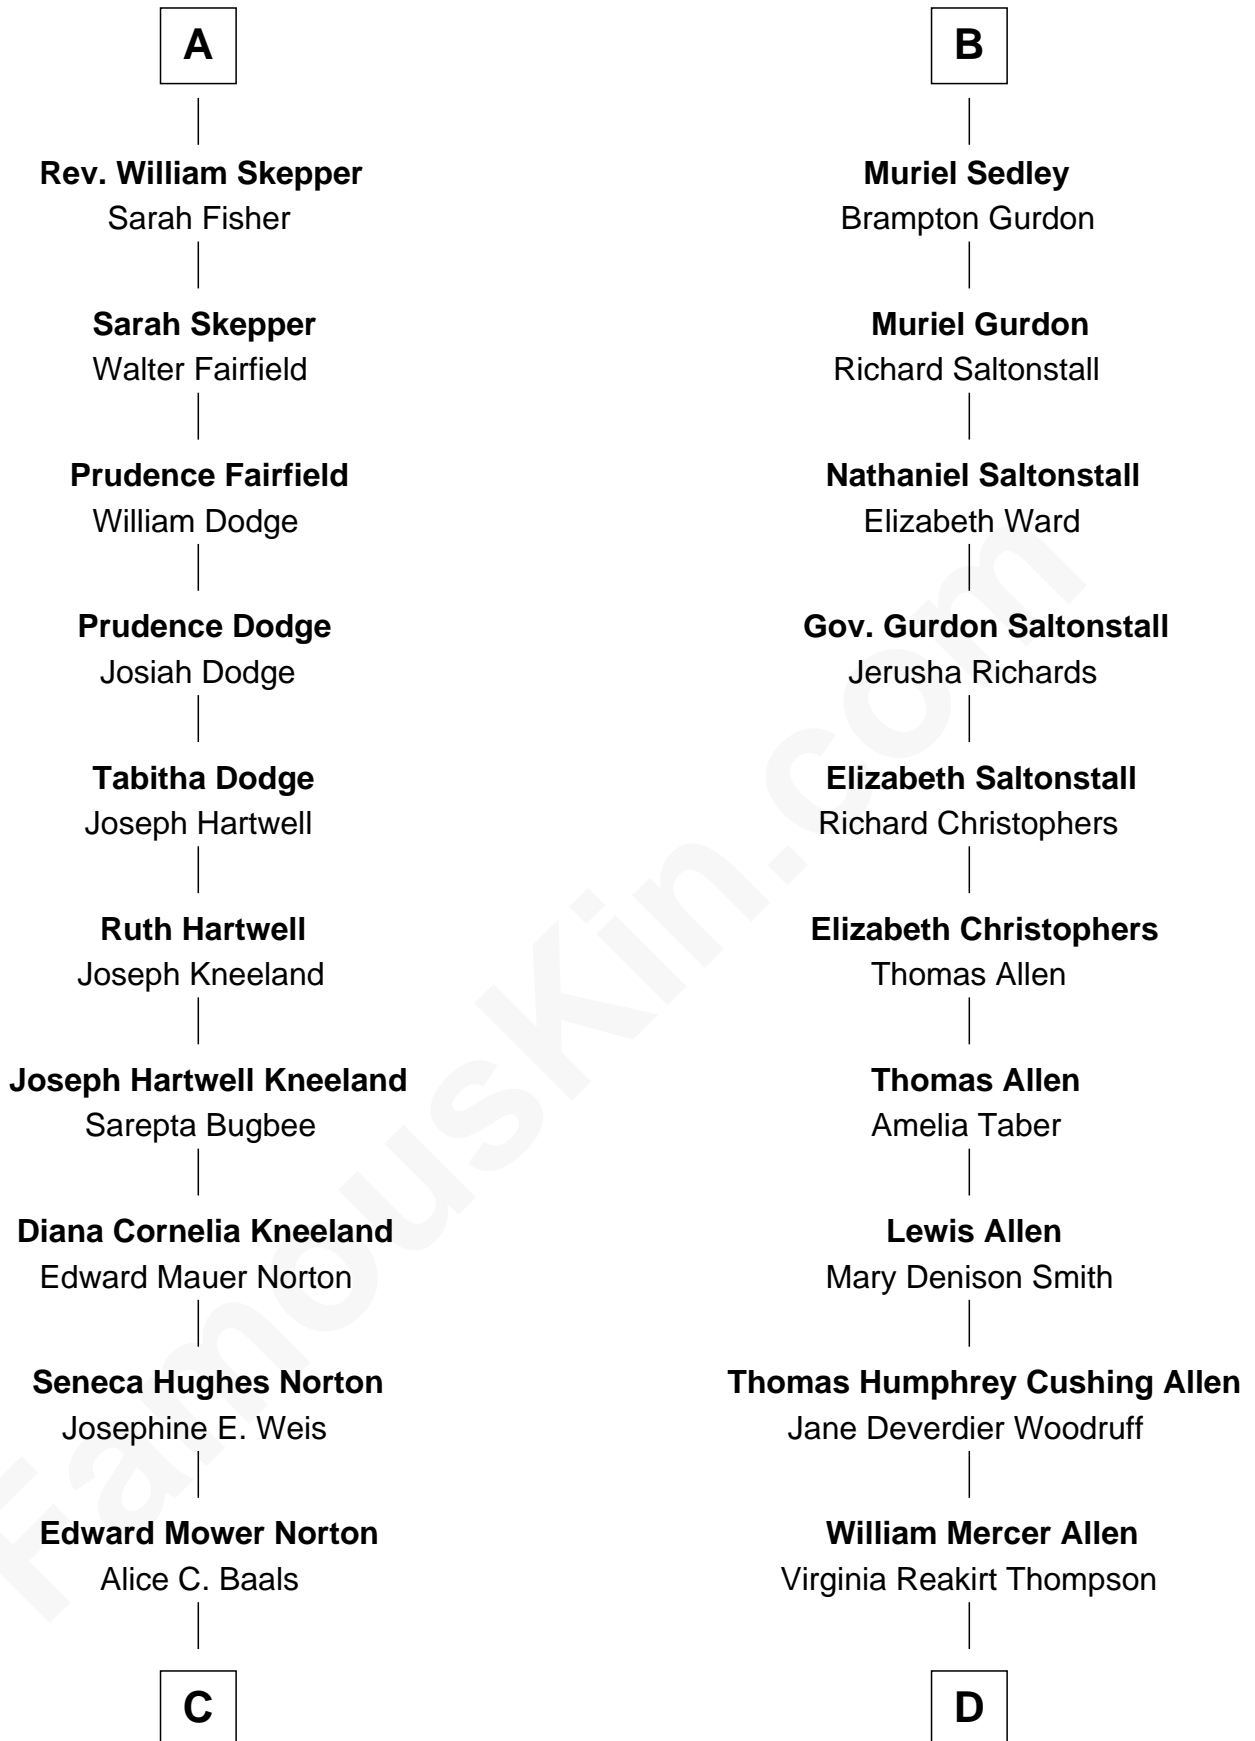 A
Rev. William Skepper
Sarah Fisher
Sarah Skepper
Walter Fairfield
Prudence Fairfield
William Dodge
Prudence Dodge
Josiah Dodge
Tabitha Dodge
Joseph Hartwell
Ruth Hartwell
Joseph Kneeland
Joseph Hartwell Kneeland
Sarepta Bugbee
Diana Cornelia Kneeland
Edward Mauer Norton
Seneca Hughes Norton
Josephine E. Weis
Edward Mower Norton
Alice C. Baals
C
B
Muriel Sedley
Brampton Gurdon
Muriel Gurdon
Richard Saltonstall
Nathaniel Saltonstall
Elizabeth Ward
Gov. Gurdon Saltonstall
Jerusha Richards
Elizabeth Saltonstall
Richard Christophers
Elizabeth Christophers
Thomas Allen
Thomas Allen
Amelia Taber
Lewis Allen
Mary Denison Smith
Thomas Humphrey Cushing Allen
Jane Deverdier Woodruff
William Mercer Allen
Virginia Reakirt Thompson
D
FamousKin.com